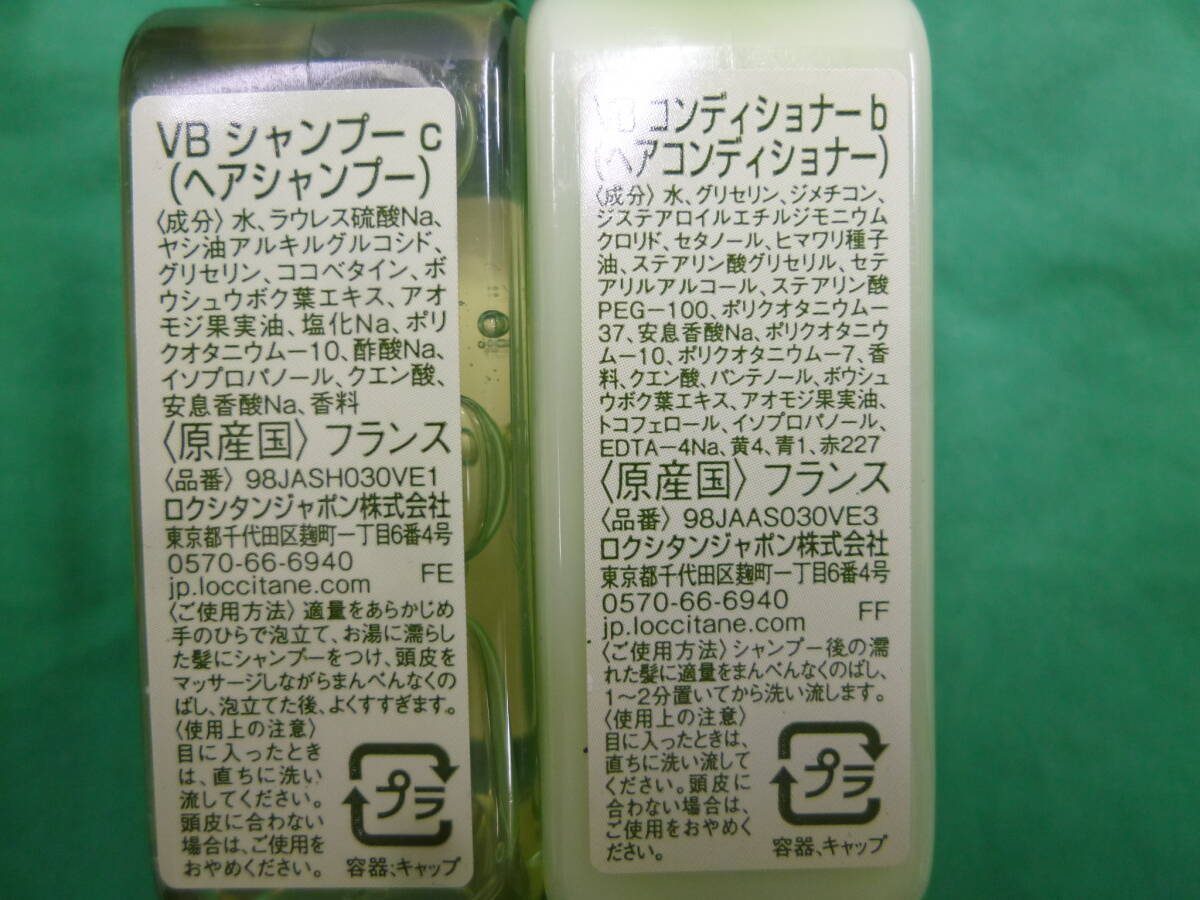 VB シャンプー c
(ヘアシャンプー)
〈成分〉水、ラウレス硫酸Na、
ヤシ油アルキルグルコシド、
グリセリン、ココベタイン、ボ
ウシュウボク葉エキス、アオ
モジ果実油、塩化Na、ポリ
クオタニウムー10、酢酸Na、
イソプロパノール、クエン酸、
安息香酸Na、香料
〈原産国〉フランス
〈品番〉98JASH030VE1
ロクシタンジャポン株式会社
東京都千代田区麹町一丁目6番4号
0570-66-6940
jp.loccitane.com FE
〈ご使用方法〉適量をあらかじめ
手のひらで泡立て、お湯に濡らし
た髪にシャンプーをつけ、頭皮を
マッサージしながらまんべんなくの
ばし、泡立てた後、よくすすぎます。
〈使用上の注意〉
目に入ったとき
は、直ちに洗い
流してください。
頭皮に合わない
場合は、ご使用を
おやめください。
プラ
容器、キャップ
VB コンディショナー b
(ヘアコンディショナー)
〈成分〉水、グリセリン、ジメチコン、
ジステアロイルエチルジモニウム
クロリド、セタノール、ヒマワリ種子
油、ステアリン酸グリセリル、セテ
アリルアルコール、ステアリン酸
PEG-100、ポリクオタニウムー
37、安息香酸Na、ポリクオタニウ
ムー10、ポリクオタニウムー7、香
料、クエン酸、パンテノール、ボウシュ
ウボク葉エキス、アオモジ果実油、
トコフェロール、イソプロパノール、
EDTA-4Na、黄4、青1、赤227
〈原産国〉フランス
〈品番〉98JAAS030VE3
ロクシタンジャポン株式会社
東京都千代田区麹町一丁目6番4号
0570-66-6940
jp.loccitane.com FF
〈ご使用方法〉シャンプー後の濡
れた髪に適量をまんべんなくのばし、
1〜2分置いてから洗い流します。
〈使用上の注意〉
目に入ったときは、
直ちに洗い流して
ください。頭皮に
合わない場合は、
ご使用をおやめく
ださい。
プラ
容器、キャップ